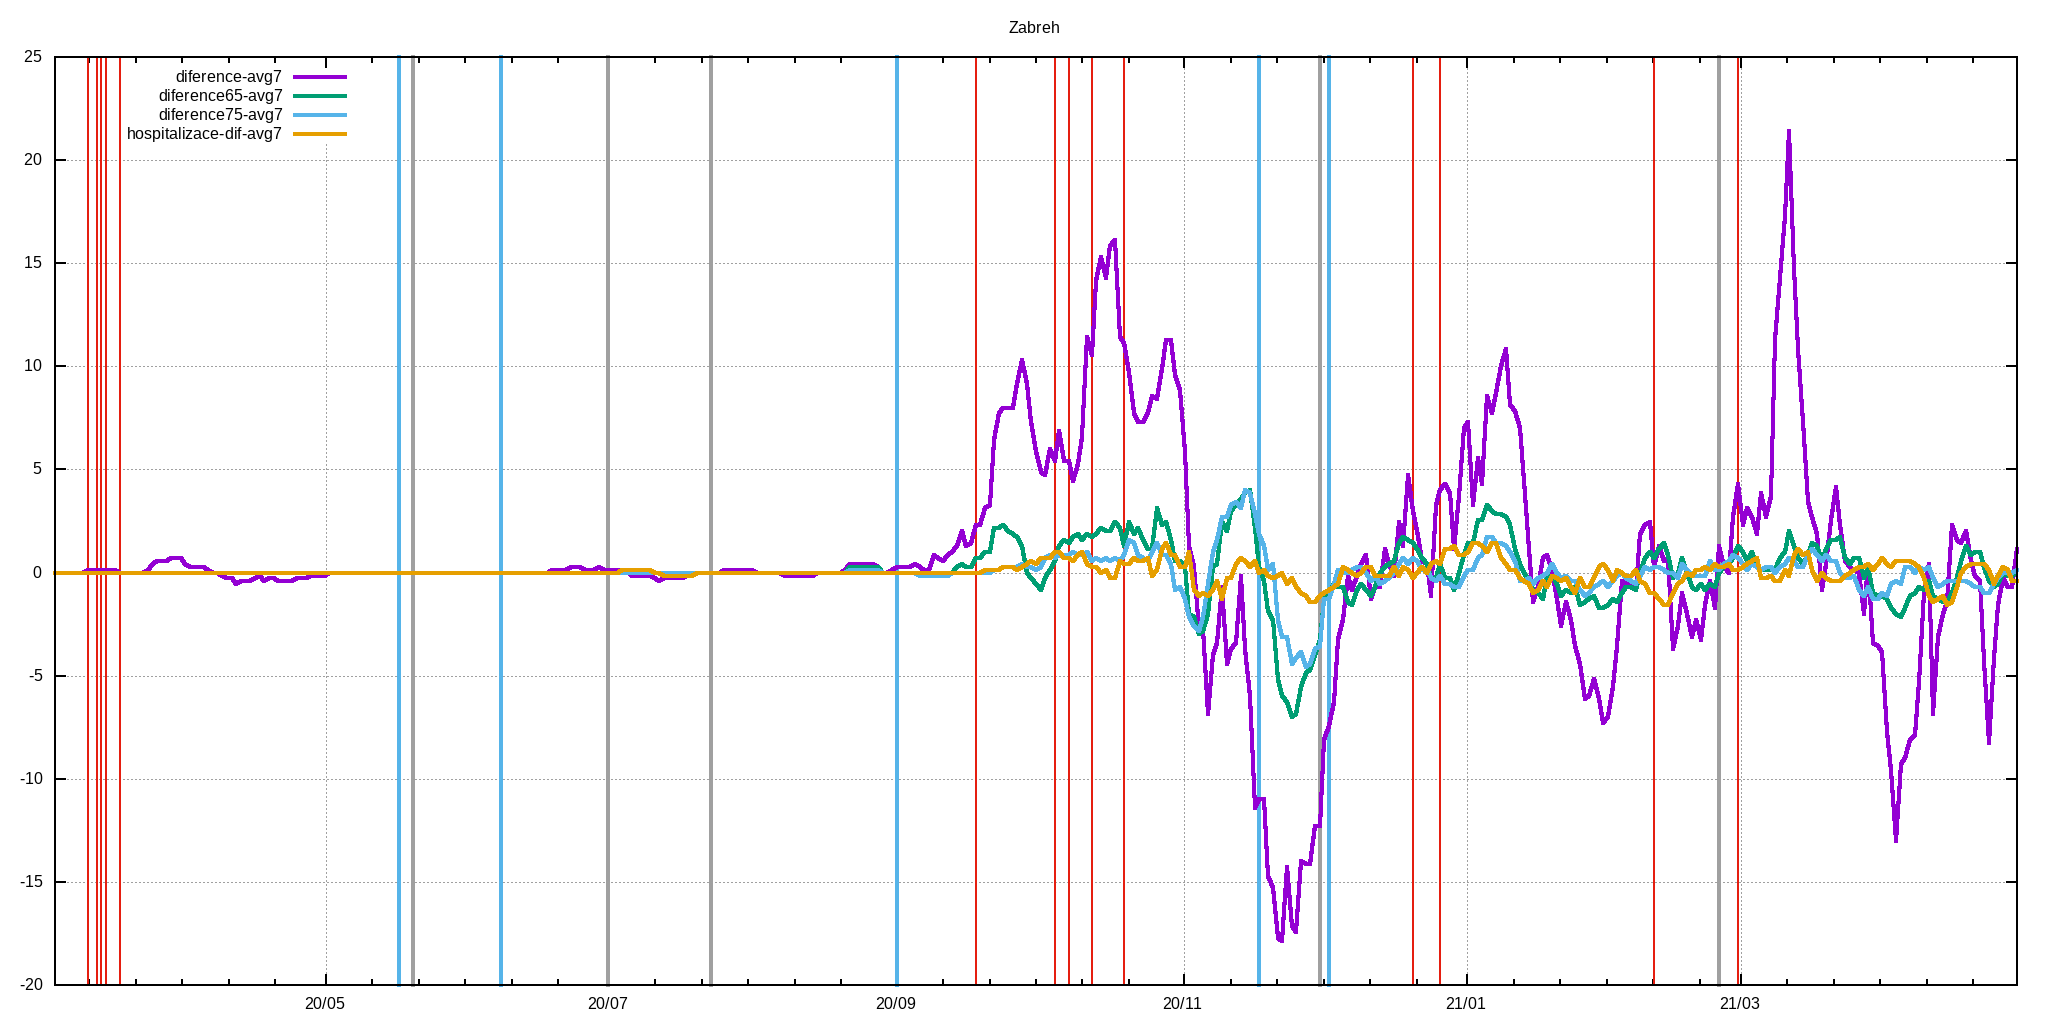 Zabreh
diference-avg7
diference65-avg7
diference75-avg7
hospitalizace-dif-avg7
25
20
15
10
5
0
-5
-10
-15
-20
20/05 20/07 20/09 20/11 21/01 21/03